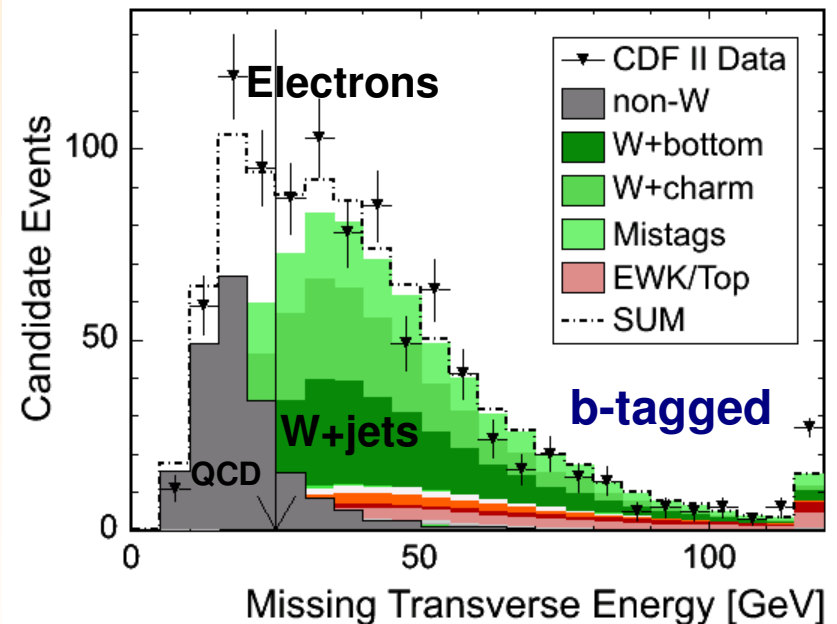 Electrons
CDF II Data
non-W
W+bottom
W+charm
Mistags
EWK/Top
SUM
b-tagged
W+jets
QCD
Candidate Events
100
50
0
0
50
100
Missing Transverse Energy [GeV]